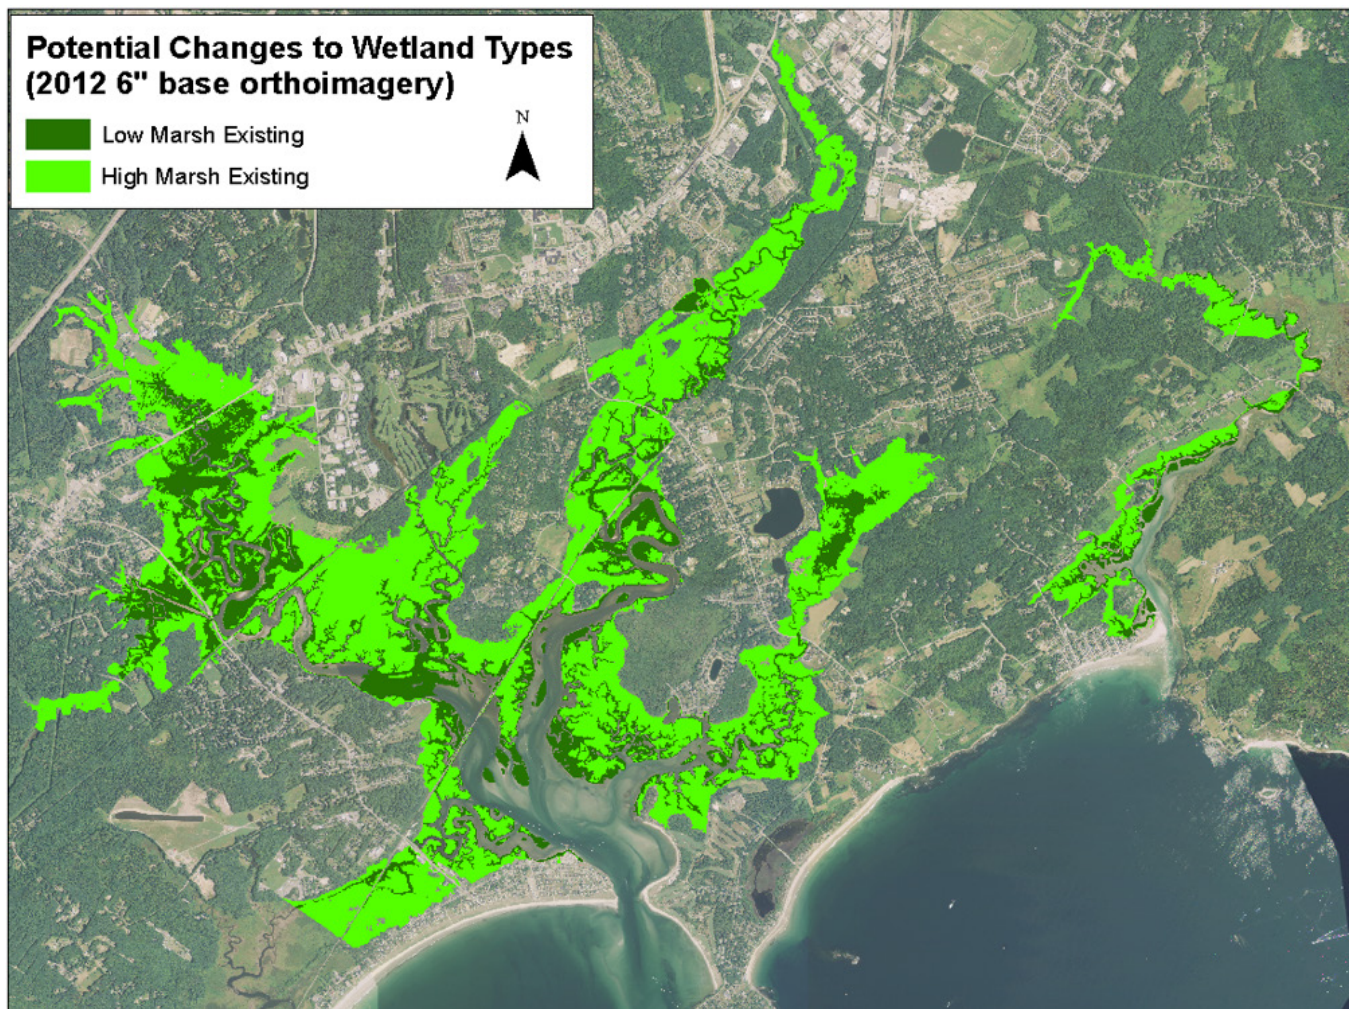 Potential Changes to Wetland Types
(2012 6" base orthoimagery)
Low Marsh Existing
High Marsh Existing
N